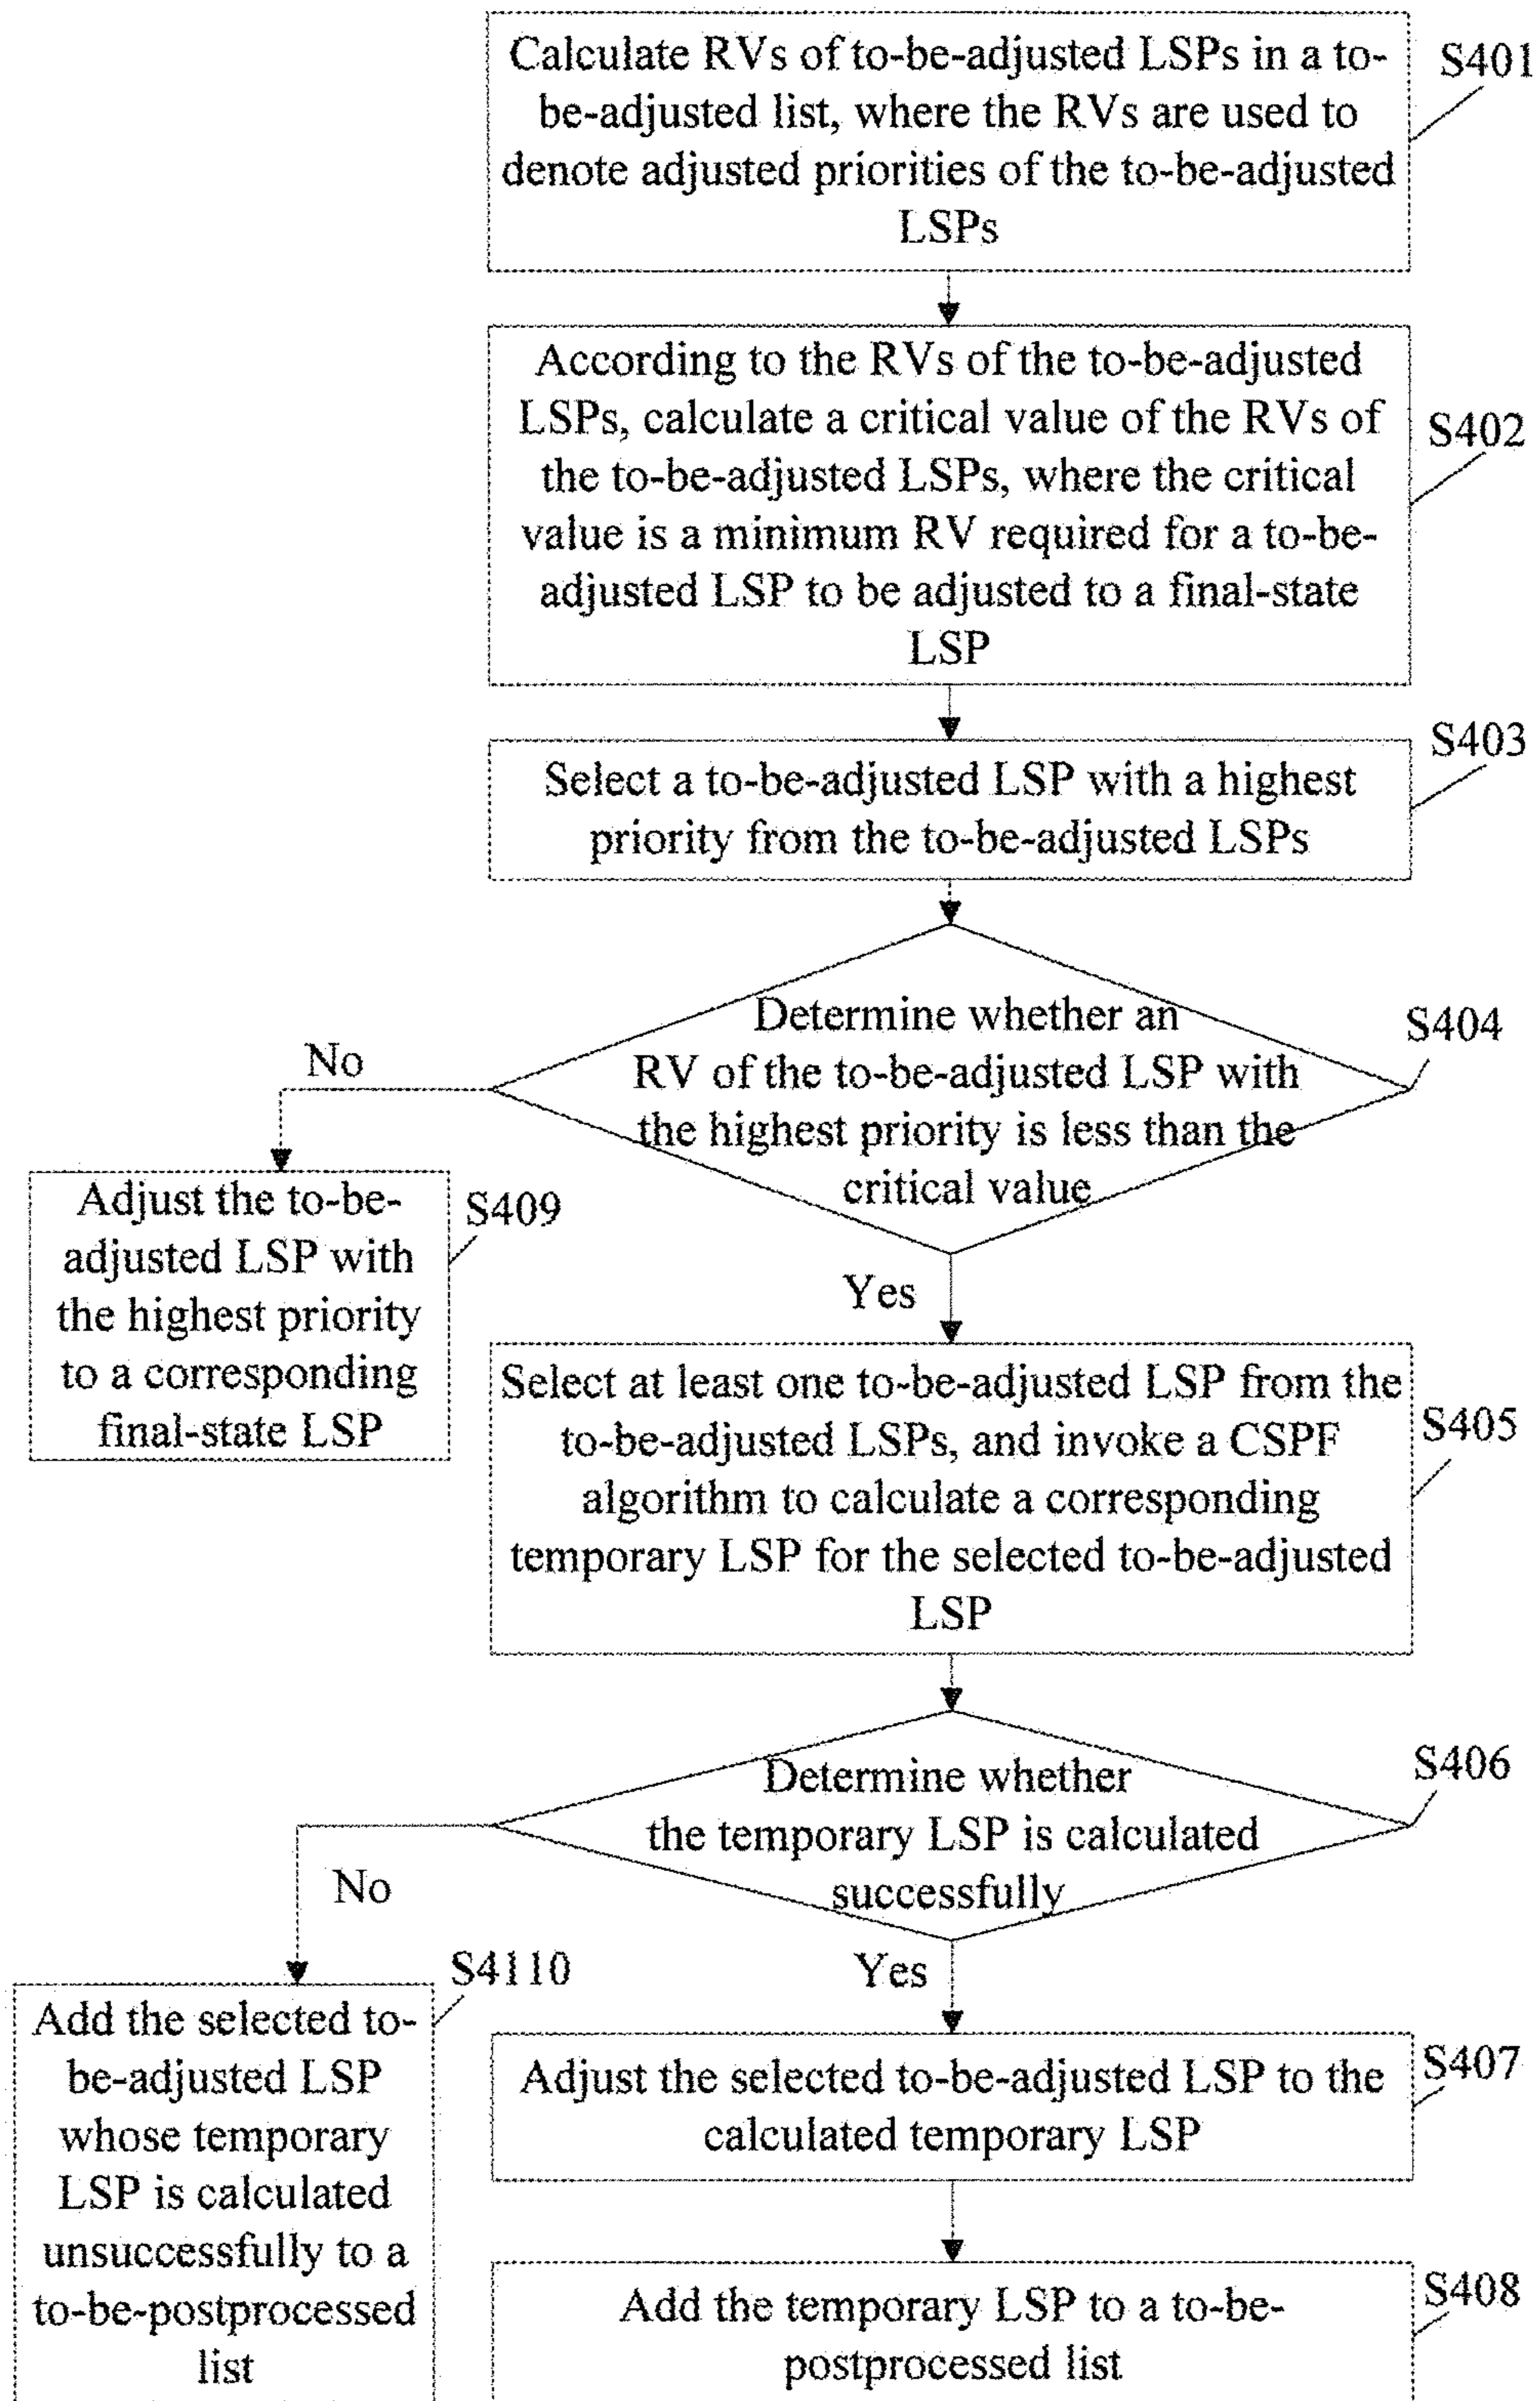 Calculate RVs of to-be-adjusted LSPs in a to-
be-adjusted list, where the RVs are used to
denote adjusted priorities of the to-be-adjusted
LSPs
S401
According to the RVs of the to-be-adjusted
LSPs, calculate a critical value of the RVs of
the to-be-adjusted LSPs, where the critical
value is a minimum RV required for a to-be-
adjusted LSP to be adjusted to a final-state
LSP
S402
Select a to-be-adjusted LSP with a highest
priority from the to-be-adjusted LSPs
S403
Determine whether an
RV of the to-be-adjusted LSP with
the highest priority is less than the
critical value
S404
No
Adjust the to-be-
adjusted LSP with
the highest priority
to a corresponding
final-state LSP
S409
Yes
Select at least one to-be-adjusted LSP from the
to-be-adjusted LSPs, and invoke a CSPF
algorithm to calculate a corresponding
temporary LSP for the selected to-be-adjusted
LSP
S405
Determine whether
the temporary LSP is calculated
successfully
S406
No
Add the selected to-
be-adjusted LSP
whose temporary
LSP is calculated
unsuccessfully to a
to-be-postprocessed
list
S4110
Yes
Adjust the selected to-be-adjusted LSP to the
calculated temporary LSP
S407
Add the temporary LSP to a to-be-
postprocessed list
S408